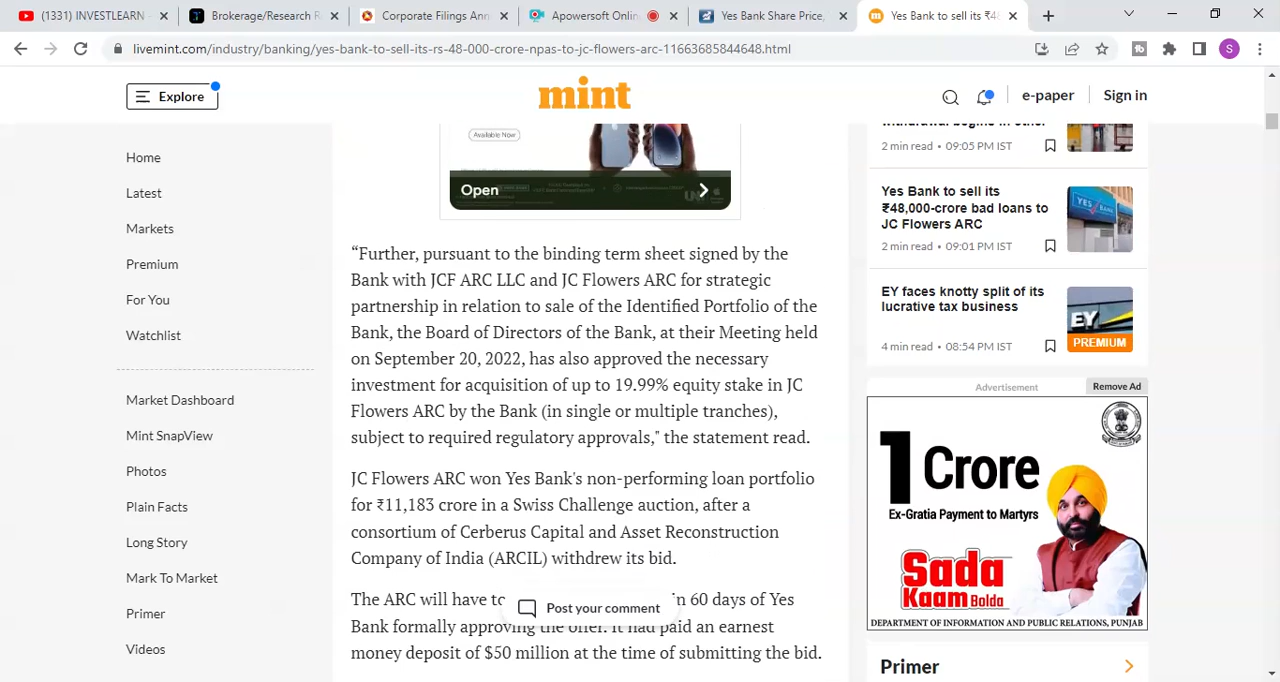 (1331) INVESTLEARN -
Brokerage/Research R
Corporate Filings Ann
Apowersoft Onlin
Yes Bank Share Price,
Yes Bank to sell its ₹48
livemint.com/industry/banking/yes-bank-to-sell-its-rs-48-000-crore-npas-to-jc-flowers-arc-11663685844648.html
S
Explore
mint
e-paper
Sign in
Home
Latest
Markets
Premium
For You
Watchlist
Market Dashboard
Mint SnapView
Photos
Plain Facts
Long Story
Mark To Market
Primer
Videos
Available Now
Open
“Further, pursuant to the binding term sheet signed by the
Bank with JCF ARC LLC and JC Flowers ARC for strategic
partnership in relation to sale of the Identified Portfolio of the
Bank, the Board of Directors of the Bank, at their Meeting held
on September 20, 2022, has also approved the necessary
investment for acquisition of up to 19.99% equity stake in JC
Flowers ARC by the Bank (in single or multiple tranches),
subject to required regulatory approvals," the statement read.
JC Flowers ARC won Yes Bank's non-performing loan portfolio
for ₹11,183 crore in a Swiss Challenge auction, after a
consortium of Cerberus Capital and Asset Reconstruction
Company of India (ARCIL) withdrew its bid.
The ARC will have to
in 60 days of Yes
Post your comment
Bank formally approving the offer. It had paid an earnest
money deposit of $50 million at the time of submitting the bid.
withdrawal begins in other
2 min read • 09:05 PM IST
Yes Bank to sell its
₹48,000-crore bad loans to
JC Flowers ARC
2 min read • 09:01 PM IST
YES BANK
EY faces knotty split of its
lucrative tax business
4 min read • 08:54 PM IST
EY
PREMIUM
Advertisement
Remove Ad
1 Crore
Ex-Gratia Payment to Martyrs
Sada
Kaam Bolda
DEPARTMENT OF INFORMATION AND PUBLIC RELATIONS, PUNJAB
Primer